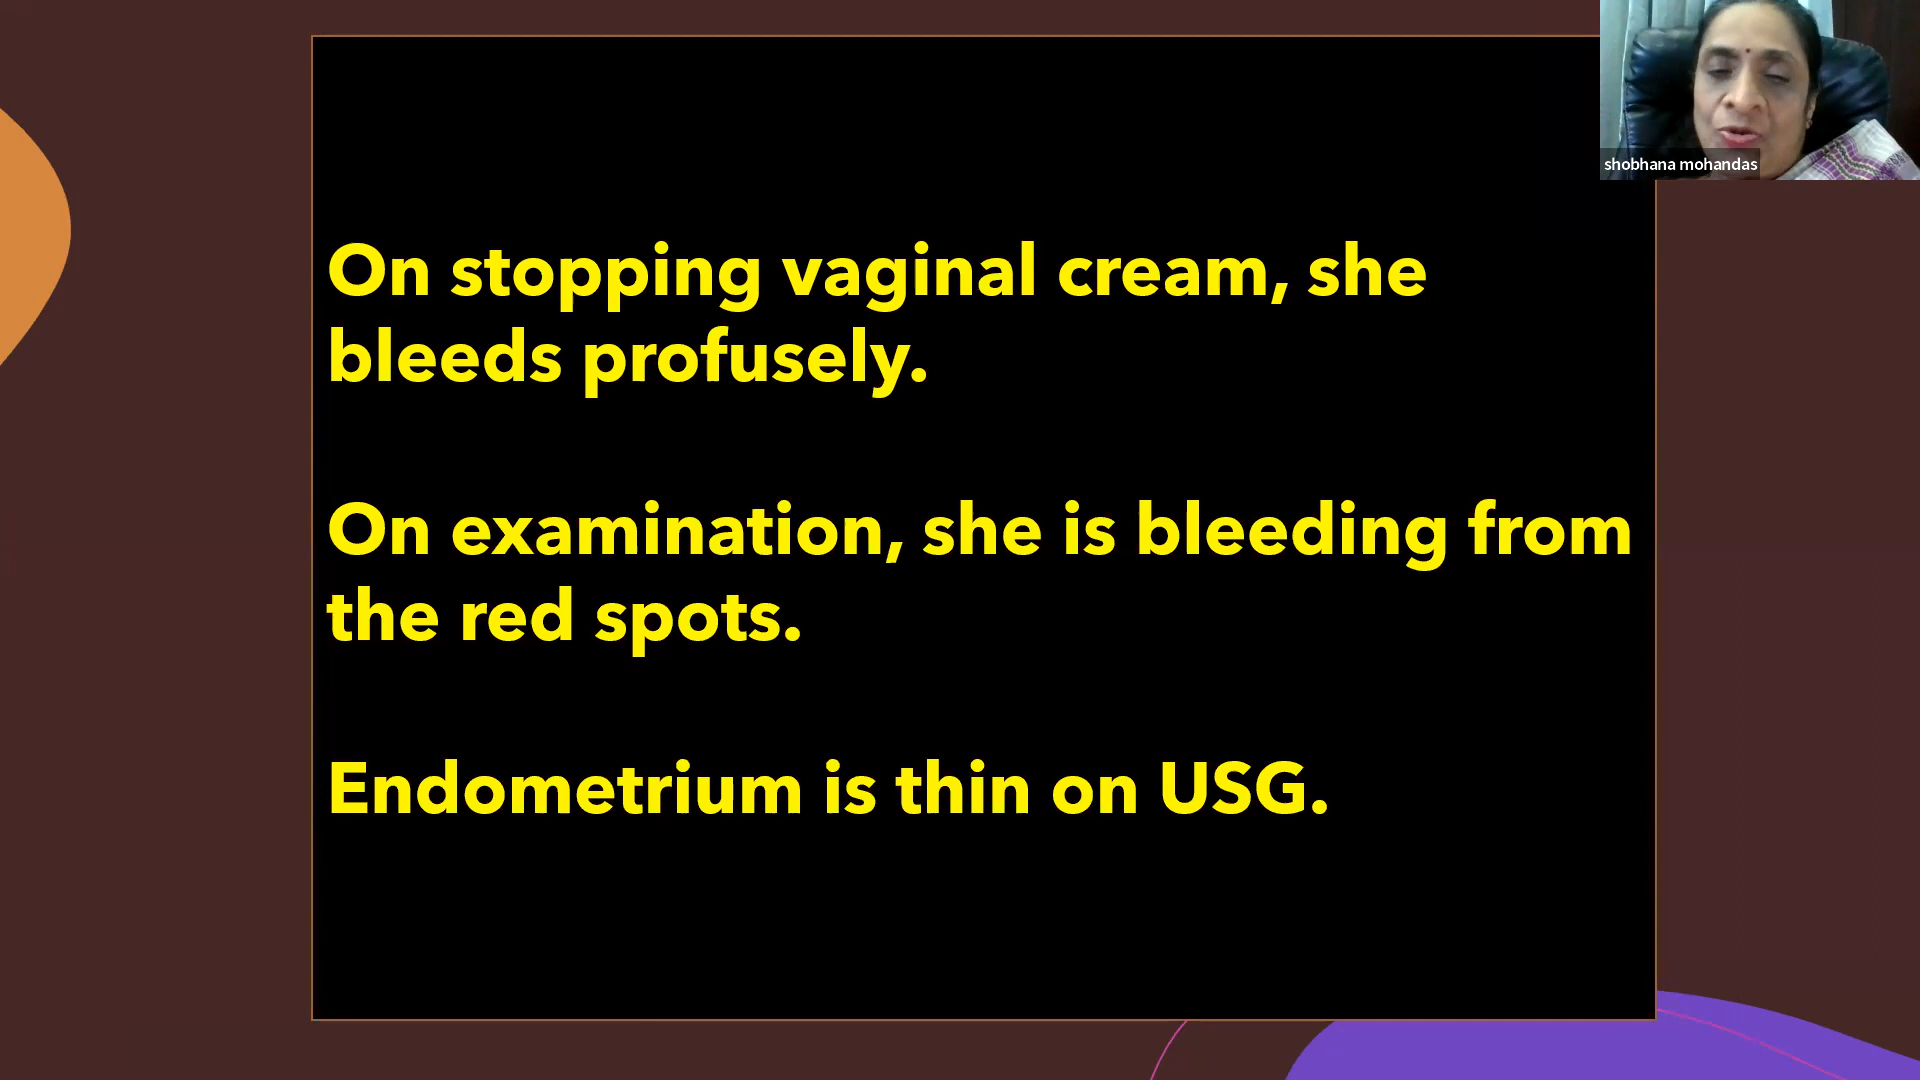 shobhana mohandas
On stopping vaginal cream, she
bleeds profusely.
On examination, she is bleeding from
the red spots.
Endometrium is thin on USG.